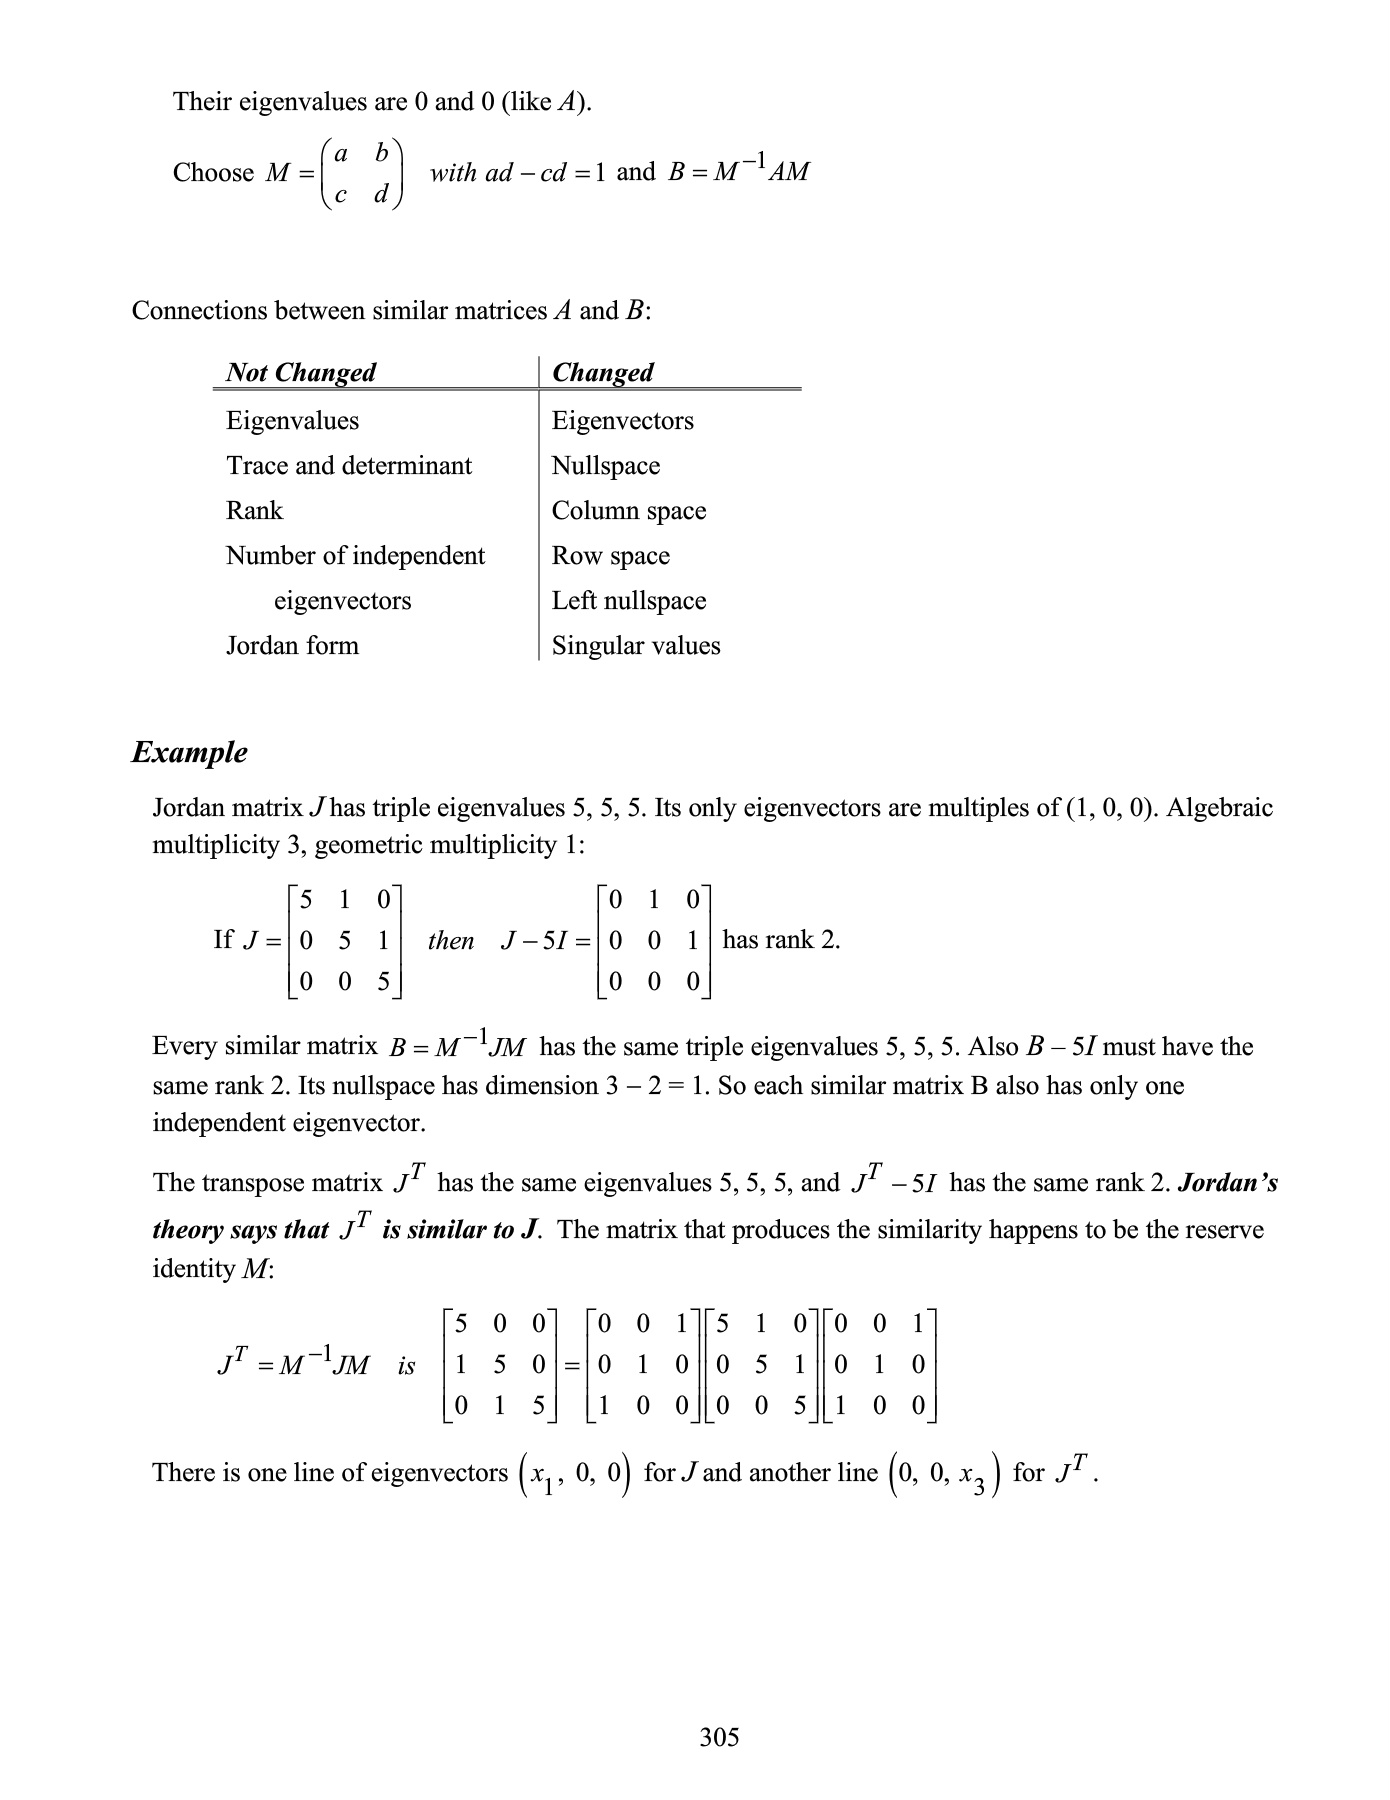 Their eigenvalues are 0 and 0 (like A).
Choose M = \begin{pmatrix} a & b \\ c & d \end{pmatrix} with ad – cd = 1 and B = M^{-1}AM
Connections between similar matrices A and B:
Not Changed | Changed
Eigenvalues | Eigenvectors
Trace and determinant | Nullspace
Rank | Column space
Number of independent | Row space
eigenvectors | Left nullspace
Jordan form | Singular values
Example
Jordan matrix J has triple eigenvalues 5, 5, 5. Its only eigenvectors are multiples of (1, 0, 0). Algebraic
multiplicity 3, geometric multiplicity 1:
If J = \begin{bmatrix} 5 & 1 & 0 \\ 0 & 5 & 1 \\ 0 & 0 & 5 \end{bmatrix} then J – 5I = \begin{bmatrix} 0 & 1 & 0 \\ 0 & 0 & 1 \\ 0 & 0 & 0 \end{bmatrix} has rank 2.
Every similar matrix B = M^{-1}JM has the same triple eigenvalues 5, 5, 5. Also B – 5I must have the
same rank 2. Its nullspace has dimension 3 – 2 = 1. So each similar matrix B also has only one
independent eigenvector.
The transpose matrix J^T has the same eigenvalues 5, 5, 5, and J^T – 5I has the same rank 2. Jordan’s
theory says that J^T is similar to J. The matrix that produces the similarity happens to be the reserve
identity M:
J^T = M^{-1}JM is \begin{bmatrix} 5 & 0 & 0 \\ 1 & 5 & 0 \\ 0 & 1 & 5 \end{bmatrix} = \begin{bmatrix} 0 & 0 & 1 \\ 0 & 1 & 0 \\ 1 & 0 & 0 \end{bmatrix} \begin{bmatrix} 5 & 1 & 0 \\ 0 & 5 & 1 \\ 0 & 0 & 5 \end{bmatrix} \begin{bmatrix} 0 & 0 & 1 \\ 0 & 1 & 0 \\ 1 & 0 & 0 \end{bmatrix}
There is one line of eigenvectors (x_1, 0, 0) for J and another line (0, 0, x_3) for J^T.
305